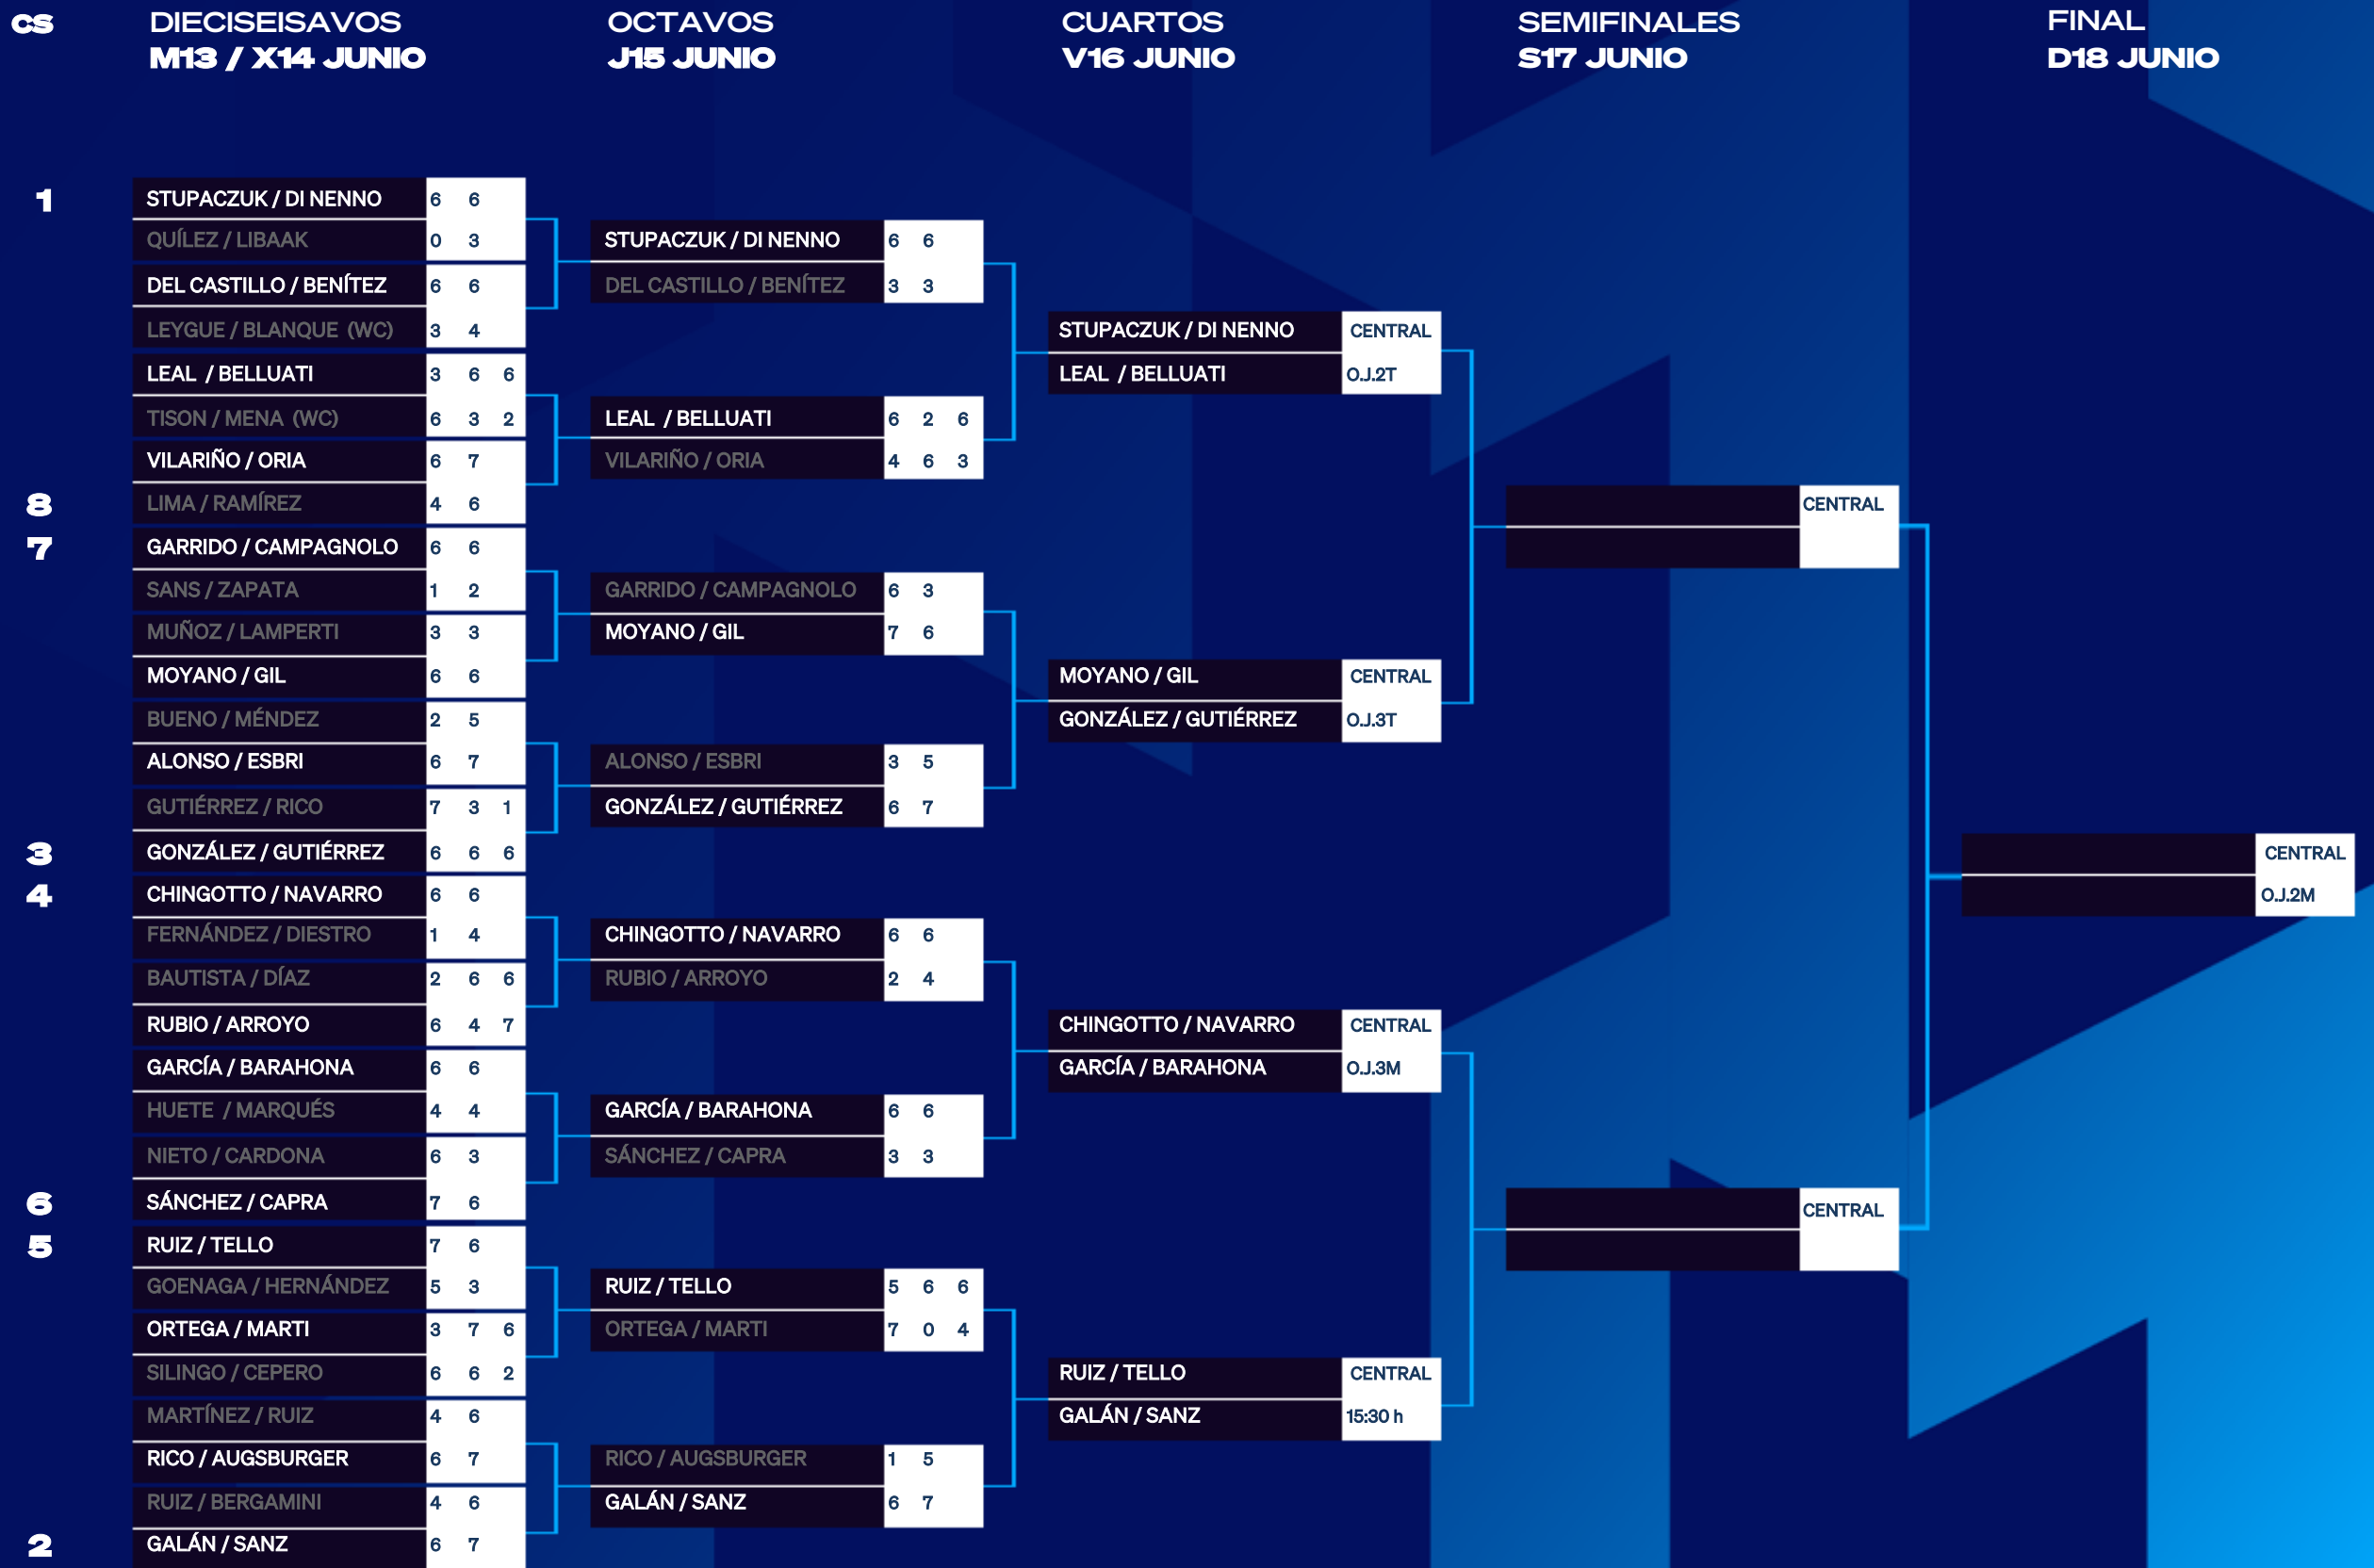 CS
DIECISEISAVOS
M13 / X14 JUNIO
OCTAVOS
J15 JUNIO
CUARTOS
V16 JUNIO
SEMIFINALES
S17 JUNIO
FINAL
D18 JUNIO
1
STUPACZUK / DI NENNO 6 6
QUÍLEZ / LIBAAK 0 3
DEL CASTILLO / BENÍTEZ 6 6
LEYGUE / BLANQUE (WC) 3 4
LEAL / BELLUATI 3 6 6
TISON / MENA (WC) 6 3 2
VILARIÑO / ORIA 6 7
8
LIMA / RAMÍREZ 4 6
7
GARRIDO / CAMPAGNOLO 6 6
SANS / ZAPATA 1 2
MUÑOZ / LAMPERTI 3 3
MOYANO / GIL 6 6
BUENO / MÉNDEZ 2 5
ALONSO / ESBRI 6 7
GUTIÉRREZ / RICO 7 3 1
3
GONZÁLEZ / GUTIÉRREZ 6 6 6
4
CHINGOTTO / NAVARRO 6 6
FERNÁNDEZ / DIESTRO 1 4
BAUTISTA / DÍAZ 2 6 6
RUBIO / ARROYO 6 4 7
GARCÍA / BARAHONA 6 6
HUETE / MARQUÉS 4 4
NIETO / CARDONA 6 3
6
SÁNCHEZ / CAPRA 7 6
5
RUIZ / TELLO 7 6
GOENAGA / HERNÁNDEZ 5 3
ORTEGA / MARTI 3 7 6
SILINGO / CEPERO 6 6 2
MARTÍNEZ / RUIZ 4 6
RICO / AUGSBURGER 6 7
RUIZ / BERGAMINI 4 6
2
GALÁN / SANZ 6 7
STUPACZUK / DI NENNO 6 6
DEL CASTILLO / BENÍTEZ 3 3
LEAL / BELLUATI 6 2 6
VILARIÑO / ORIA 4 6 3
GARRIDO / CAMPAGNOLO 6 3
MOYANO / GIL 7 6
ALONSO / ESBRI 3 5
GONZÁLEZ / GUTIÉRREZ 6 7
CHINGOTTO / NAVARRO 6 6
RUBIO / ARROYO 2 4
GARCÍA / BARAHONA 6 6
SÁNCHEZ / CAPRA 3 3
RUIZ / TELLO 5 6 6
ORTEGA / MARTI 7 0 4
RICO / AUGSBURGER 1 5
GALÁN / SANZ 6 7
STUPACZUK / DI NENNO CENTRAL
LEAL / BELLUATI O.J.2T
MOYANO / GIL CENTRAL
GONZÁLEZ / GUTIÉRREZ O.J.3T
CHINGOTTO / NAVARRO CENTRAL
GARCÍA / BARAHONA O.J.3M
RUIZ / TELLO CENTRAL
GALÁN / SANZ 15:30 h
CENTRAL
CENTRAL
CENTRAL
O.J.2M